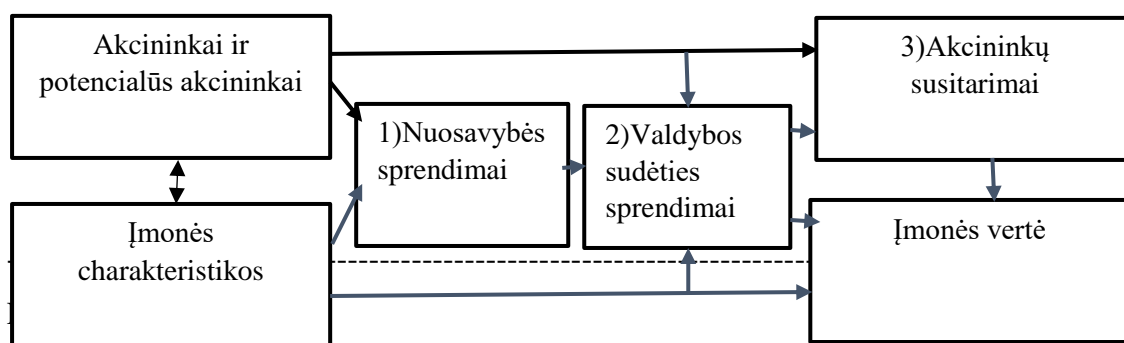 Akcininkai ir
potencialūs akcininkai
3)Akcininkų
susitarimai
1)Nuosavybės
sprendimai
2)Valdybos
sudėties
sprendimai
Įmonės
charakteristikos
Įmonės vertė